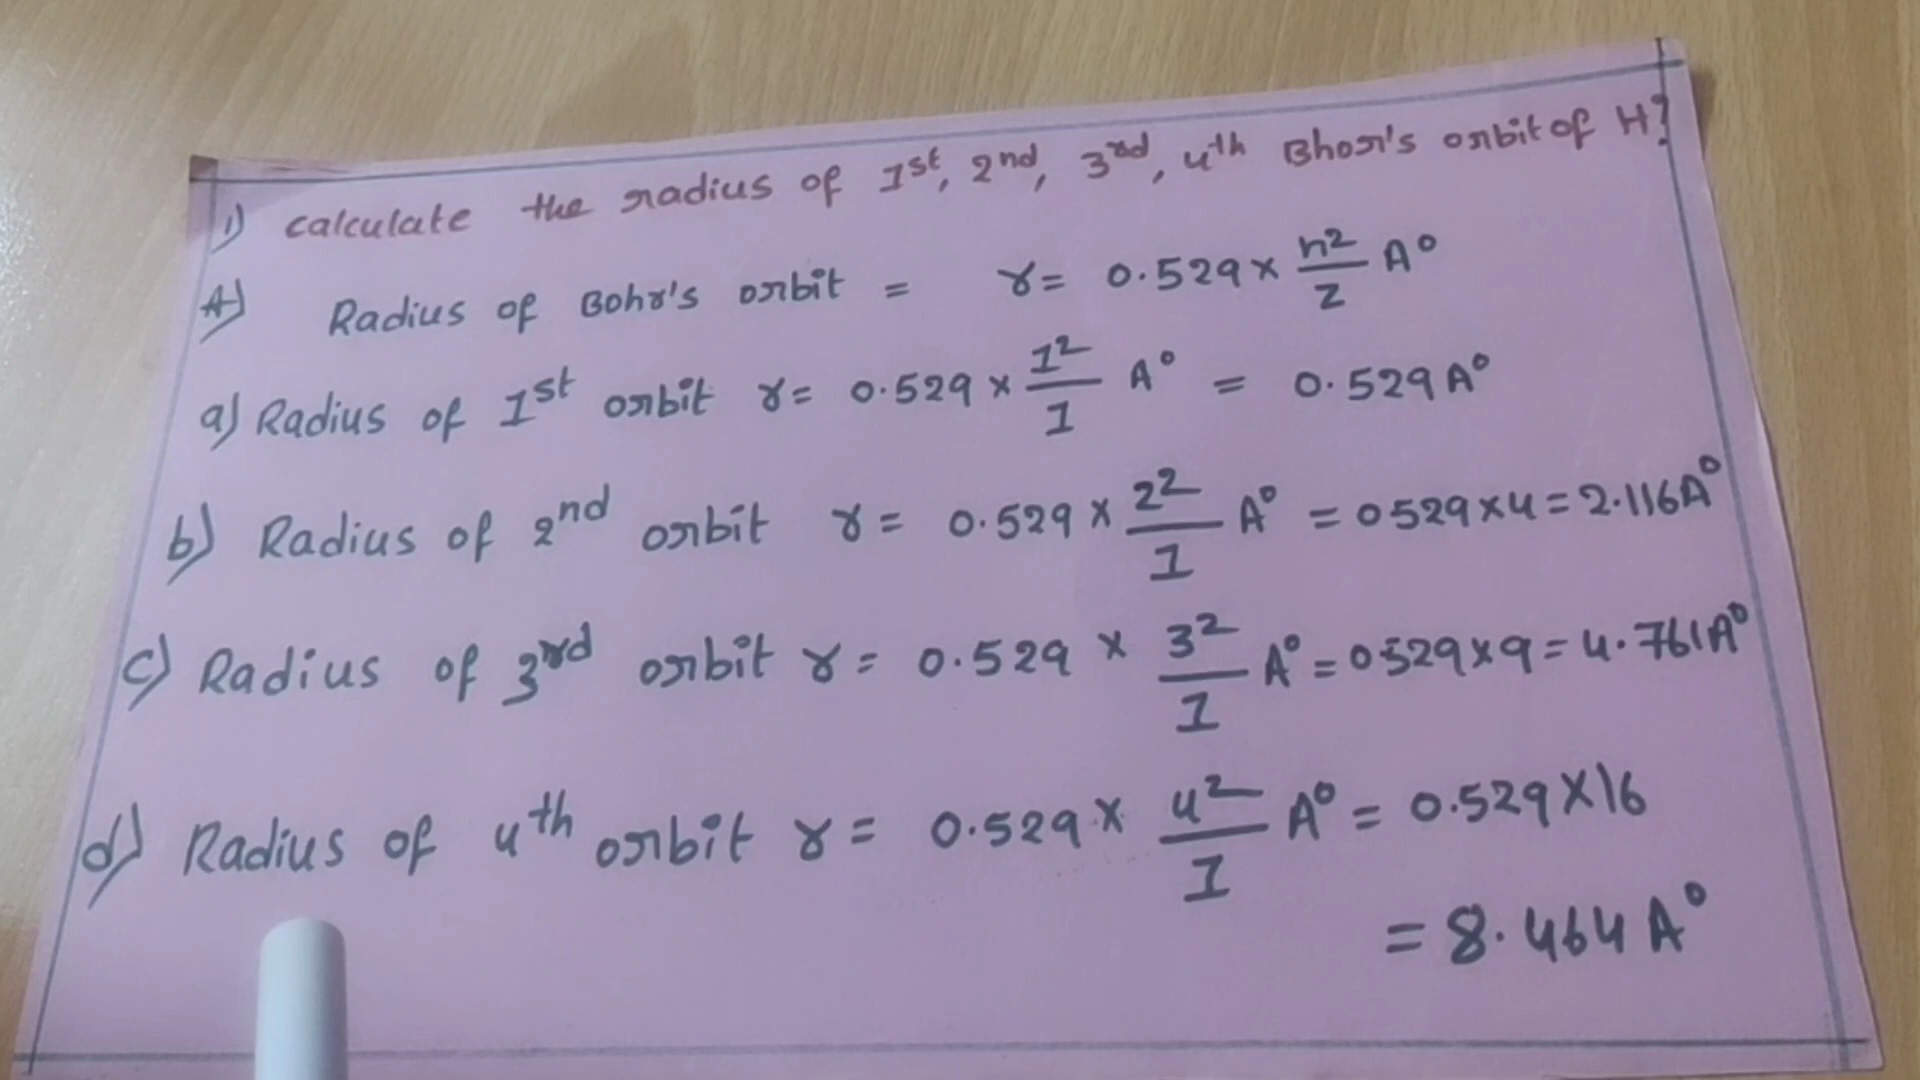 1) calculate the radius of 1st, 2nd, 3rd, 4th Bhor's orbit of H?
A) Radius of Bohr's orbit = r = 0.529 × n²/Z A°
a) Radius of 1st orbit r = 0.529 × 1²/1 A° = 0.529 A°
b) Radius of 2nd orbit r = 0.529 × 2²/1 A° = 0 529 × 4 = 2.116 A°
c) Radius of 3rd orbit r = 0.529 × 3²/1 A° = 0.529 × 9 = 4.761 A°
d) Radius of 4th orbit r = 0.529 × 4²/1 A° = 0.529 × 16
= 8.464 A°